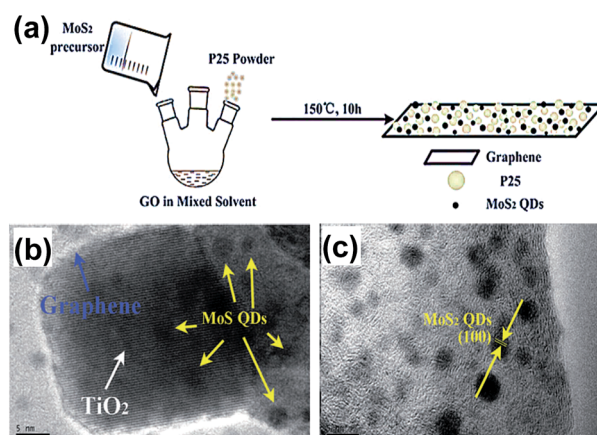 (a)
MoS2
precursor
P25 Powder
150℃, 10h
GO in Mixed Solvent
Graphene
P25
MoS2 QDs
(b)
Graphene
MoS QDs
TiO2
5 nm
(c)
MoS2 QDs
(100)